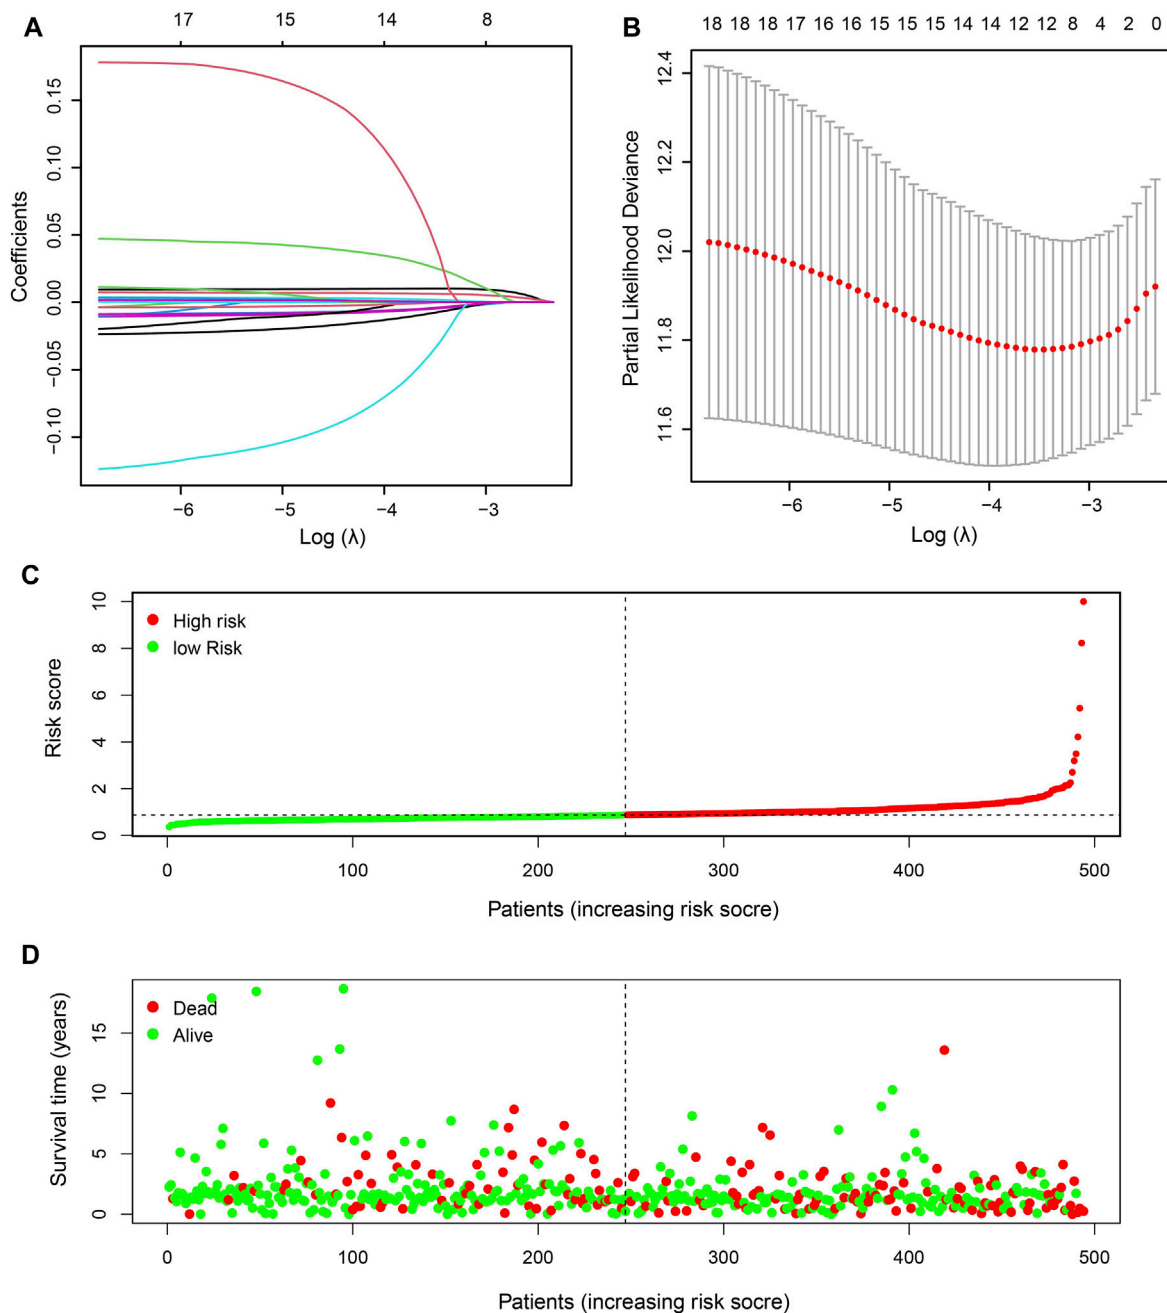 A
17 15 14 8
Coefficients
0.15
0.10
0.05
0.00
−0.05
−0.10
−6 −5 −4 −3
Log (λ)
B
18 18 18 17 16 16 15 15 15 14 14 12 12 8 4 2 0
Partial Likelihood Deviance
12.4
12.2
12.0
11.8
11.6
−6 −5 −4 −3
Log (λ)
C
High risk
low Risk
Risk score
10
8
6
4
2
0
0 100 200 300 400 500
Patients (increasing risk socre)
D
Dead
Alive
Survival time (years)
15
10
5
0
0 100 200 300 400 500
Patients (increasing risk socre)